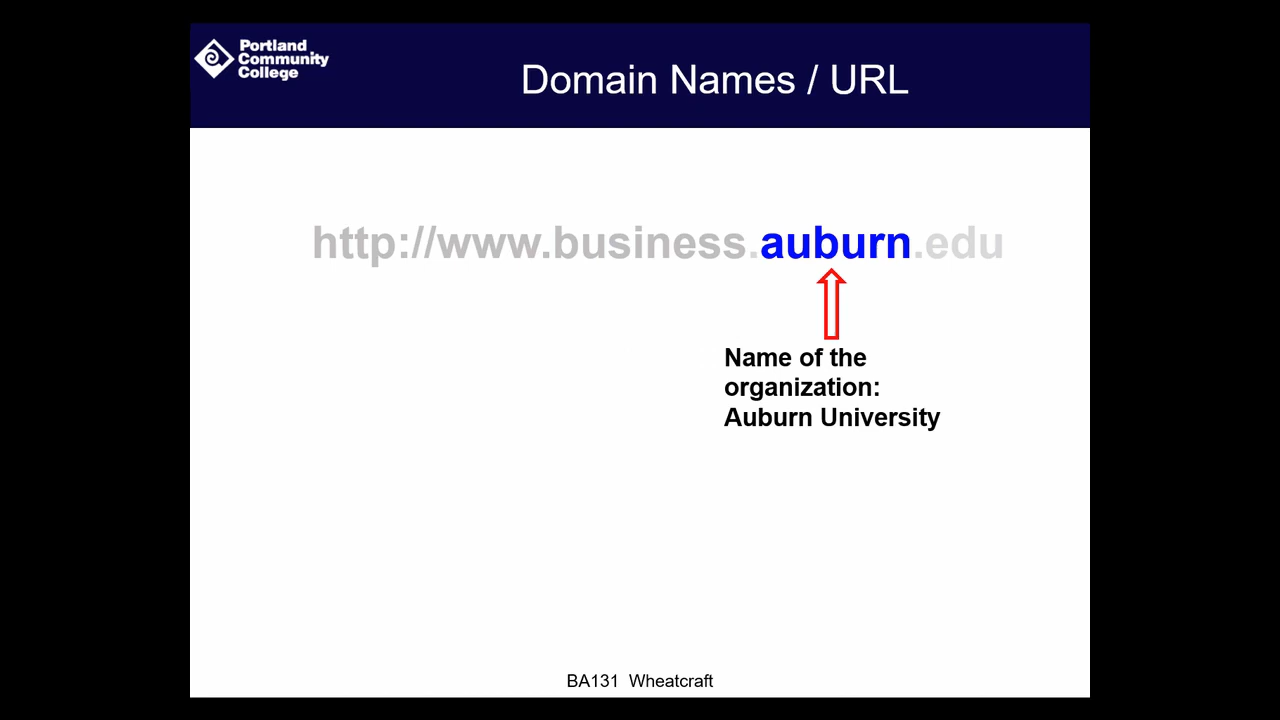 Portland
Community
College
Domain Names / URL
http://www.business.auburn.edu
Name of the
organization:
Auburn University
BA131 Wheatcraft